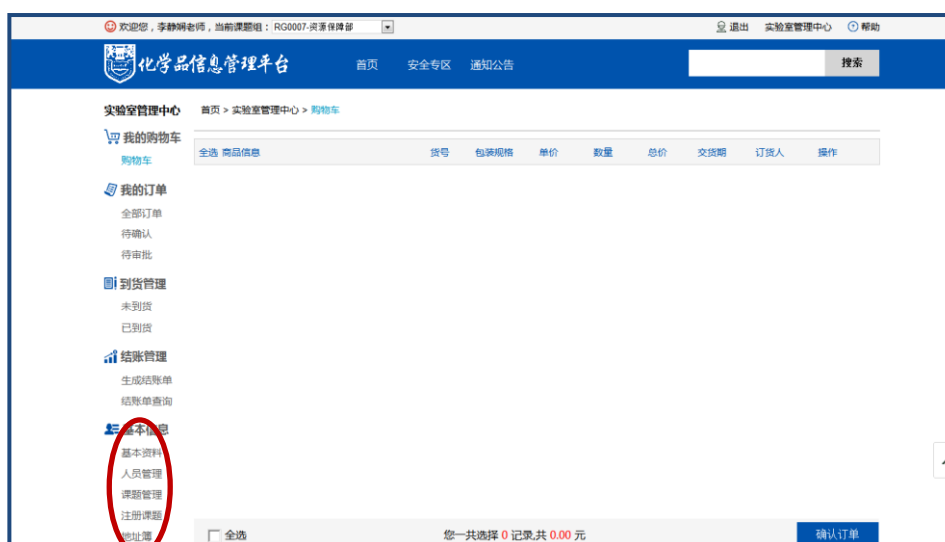 欢迎您，李静娴老师，当前课题组： RG0007-资源保障部 退出 实验室管理中心 帮助
化学品信息管理平台 首页 安全专区 通知公告 搜索
实验室管理中心 首页 > 实验室管理中心 > 购物车
我的购物车
购物车
全选 商品信息 货号 包装规格 单价 数量 总价 交货期 订货人 操作
我的订单
全部订单
待确认
待审批
到货管理
未到货
已到货
结账管理
生成结账单
结账单查询
基本信息
基本资料
人员管理
课题管理
注册课题
地址簿
全选 您一共选择 0 记录,共 0.00 元 确认订单